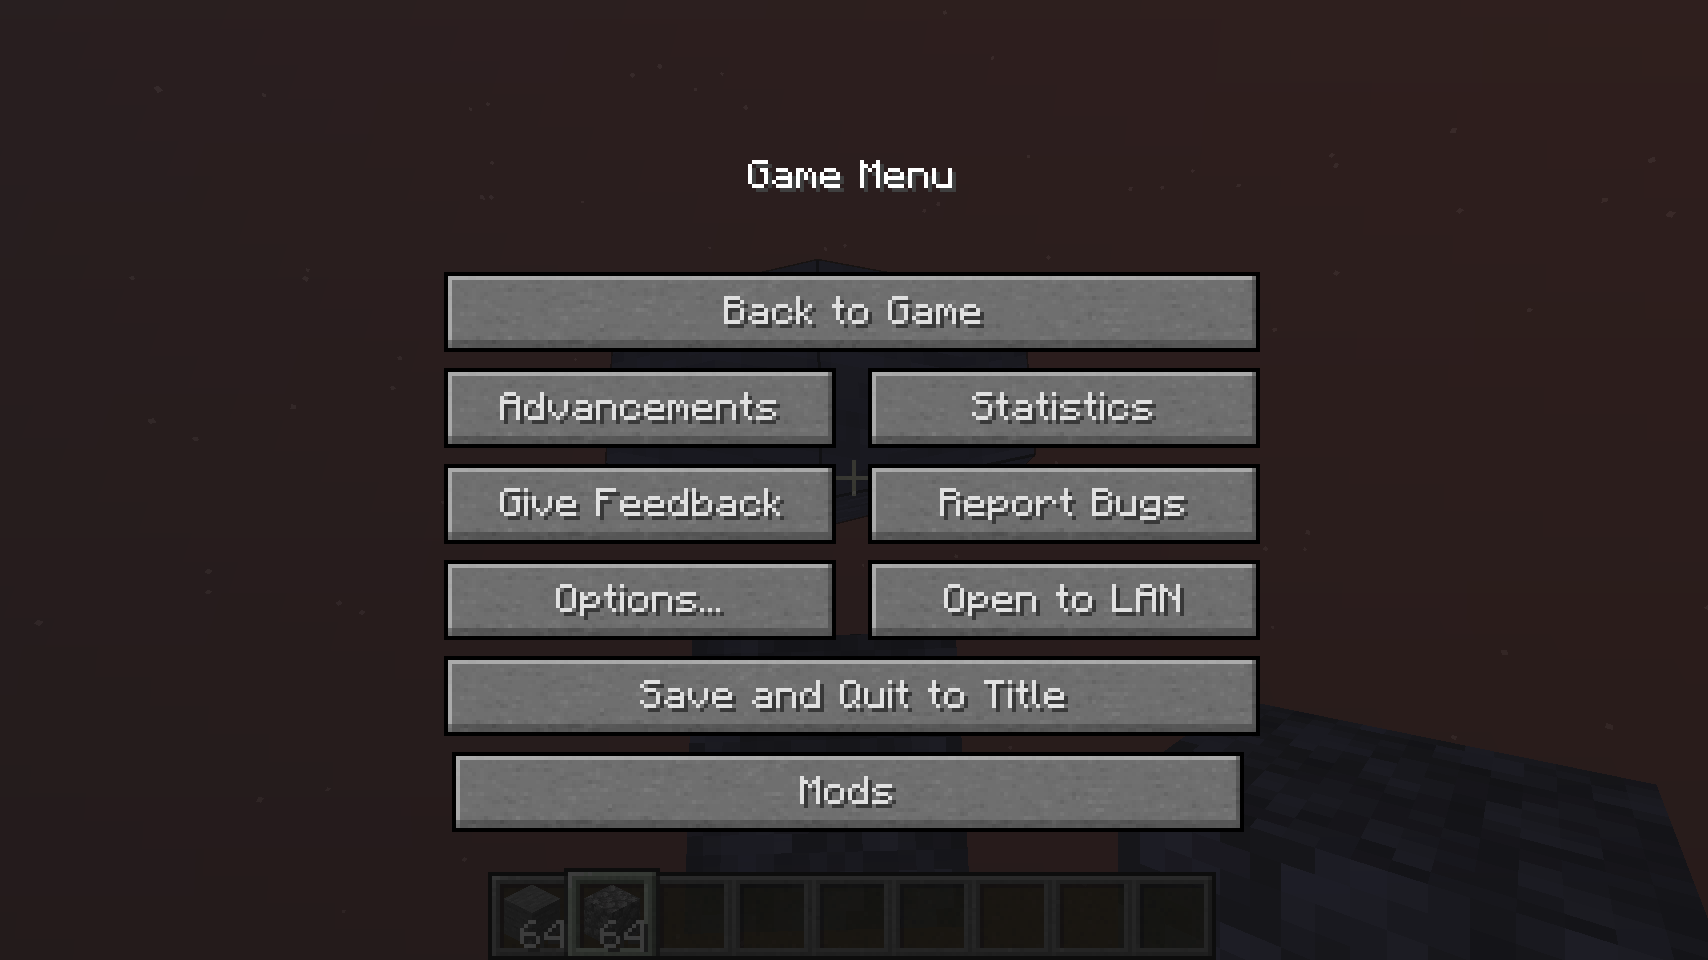 Game Menu
Back to Game
Advancements Statistics
Give Feedback Report Bugs
Options... Open to LAN
Save and Quit to Title
Mods
64 64